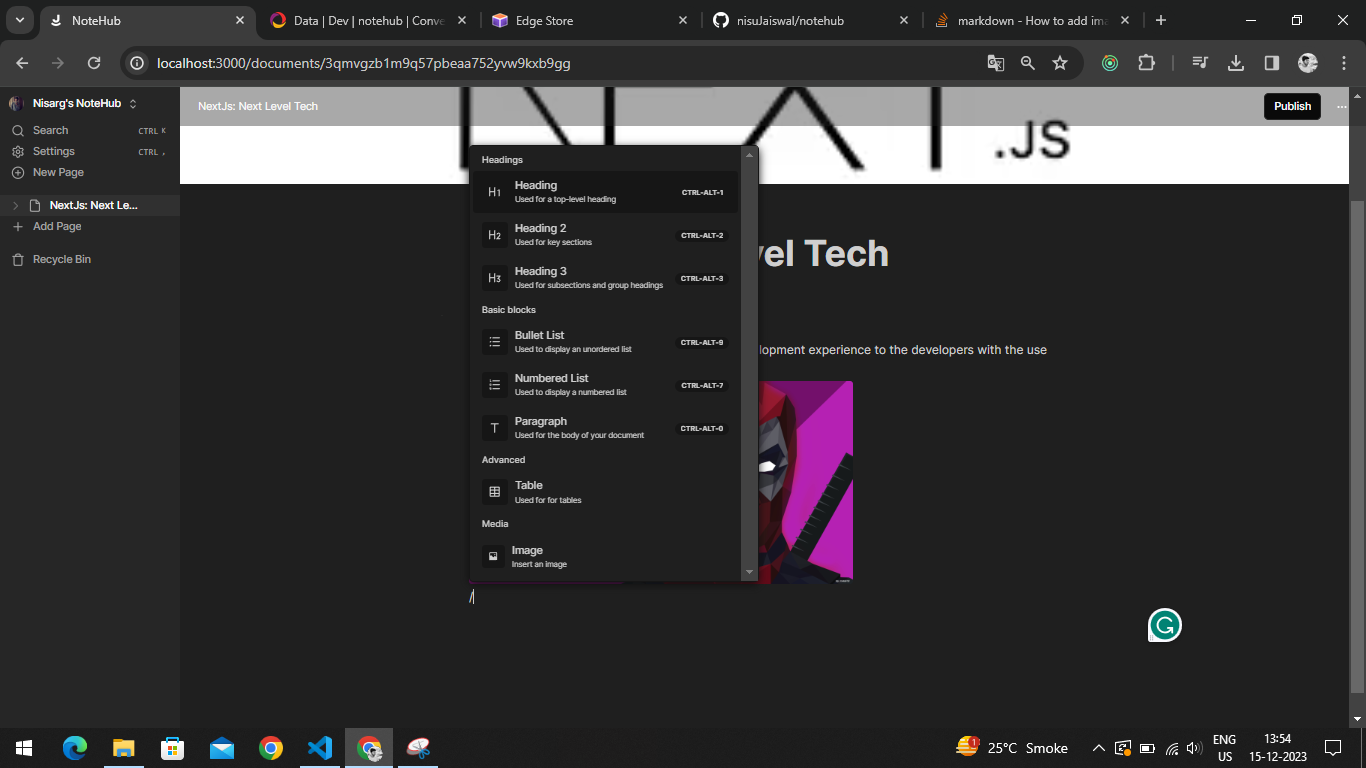 NoteHub
Data | Dev | notehub | Conve
Edge Store
nisuJaiswal/notehub
markdown - How to add ima
localhost:3000/documents/3qmvgzb1m9q57pbeaa752yvw9kxb9gg
Nisarg's NoteHub
Search CTRL K
Settings CTRL ,
New Page
NextJs: Next Le...
Add Page
Recycle Bin
NextJs: Next Level Tech
Publish
...
.JS
vel Tech
lopment experience to the developers with the use
Headings
H1 Heading CTRL-ALT-1
Used for a top-level heading
H2 Heading 2 CTRL-ALT-2
Used for key sections
H3 Heading 3 CTRL-ALT-3
Used for subsections and group headings
Basic blocks
Bullet List CTRL-ALT-9
Used to display an unordered list
Numbered List CTRL-ALT-7
Used to display a numbered list
T Paragraph CTRL-ALT-0
Used for the body of your document
Advanced
Table
Used for for tables
Media
Image
Insert an image
/
1
25°C Smoke
ENG
US
13:54
15-12-2023